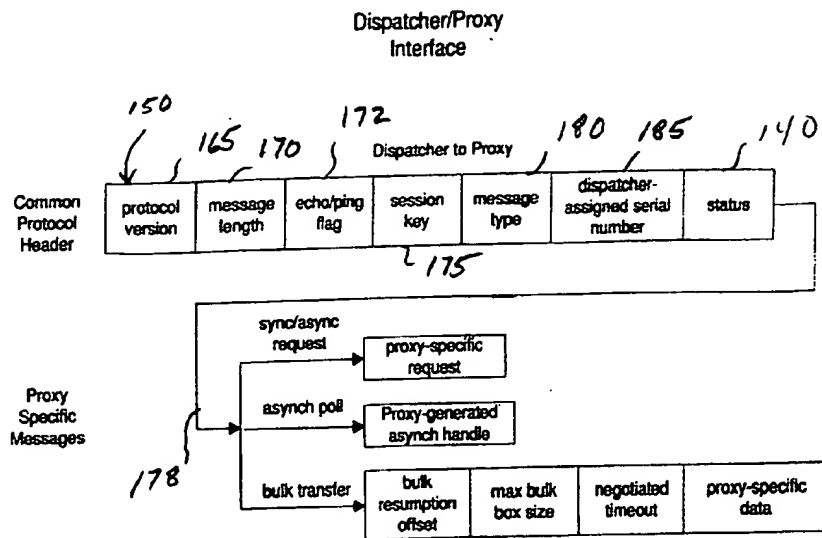 Dispatcher/Proxy
Interface
150
165
170
172
Dispatcher to Proxy
180
185
140
Common
Protocol
Header
protocol
version
message
length
echo/ping
flag
session
key
message
type
dispatcher-
assigned serial
number
status
175
sync/async
request
proxy-specific
request
Proxy
Specific
Messages
asynch poll
Proxy-generated
asynch handle
178
bulk transfer
bulk
resumption
offset
max bulk
box size
negotiated
timeout
proxy-specific
data